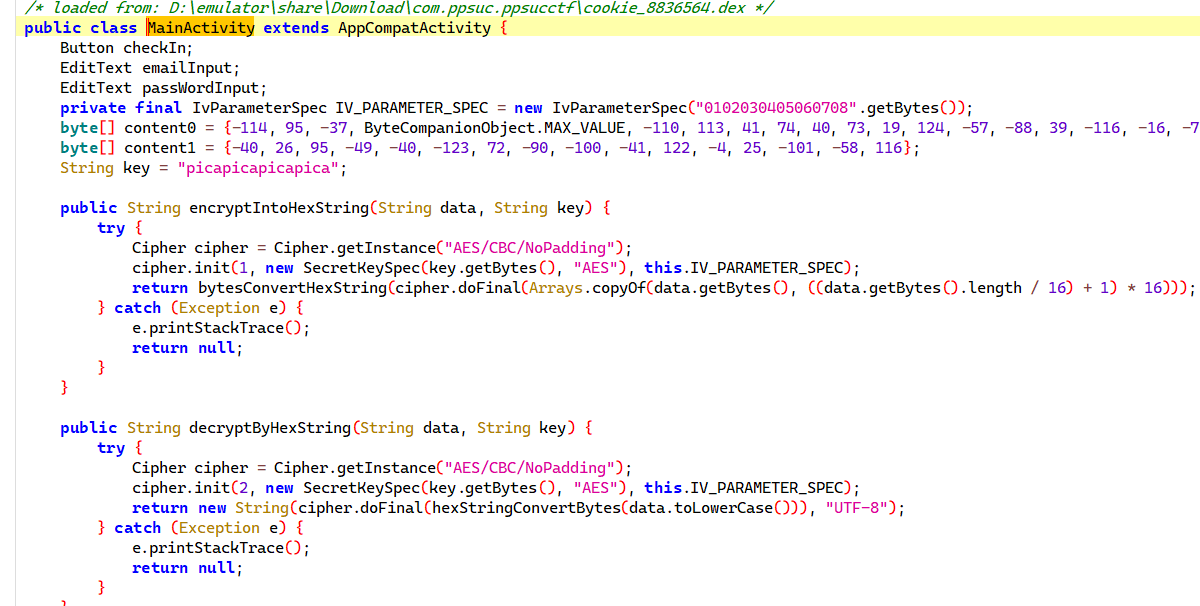 /* loaded from: D:\emulator\share\Download\com.ppsuc.ppsucctf\cookie_8836564.dex */
public class MainActivity extends AppCompatActivity {
Button checkIn;
EditText emailInput;
EditText passWordInput;
private final IvParameterSpec IV_PARAMETER_SPEC = new IvParameterSpec("0102030405060708".getBytes());
byte[] content0 = {-114, 95, -37, ByteCompanionObject.MAX_VALUE, -110, 113, 41, 74, 40, 73, 19, 124, -57, -88, 39, -116, -16, -7
byte[] content1 = {-40, 26, 95, -49, -40, -123, 72, -90, -100, -41, 122, -4, 25, -101, -58, 116};
String key = "picapicapicapica";
public String encryptIntoHexString(String data, String key) {
try {
Cipher cipher = Cipher.getInstance("AES/CBC/NoPadding");
cipher.init(1, new SecretKeySpec(key.getBytes(), "AES"), this.IV_PARAMETER_SPEC);
return bytesConvertHexString(cipher.doFinal(Arrays.copyOf(data.getBytes(), ((data.getBytes().length / 16) + 1) * 16)));
} catch (Exception e) {
e.printStackTrace();
return null;
}
}
public String decryptByHexString(String data, String key) {
try {
Cipher cipher = Cipher.getInstance("AES/CBC/NoPadding");
cipher.init(2, new SecretKeySpec(key.getBytes(), "AES"), this.IV_PARAMETER_SPEC);
return new String(cipher.doFinal(hexStringConvertBytes(data.toLowerCase())), "UTF-8");
} catch (Exception e) {
e.printStackTrace();
return null;
}
}